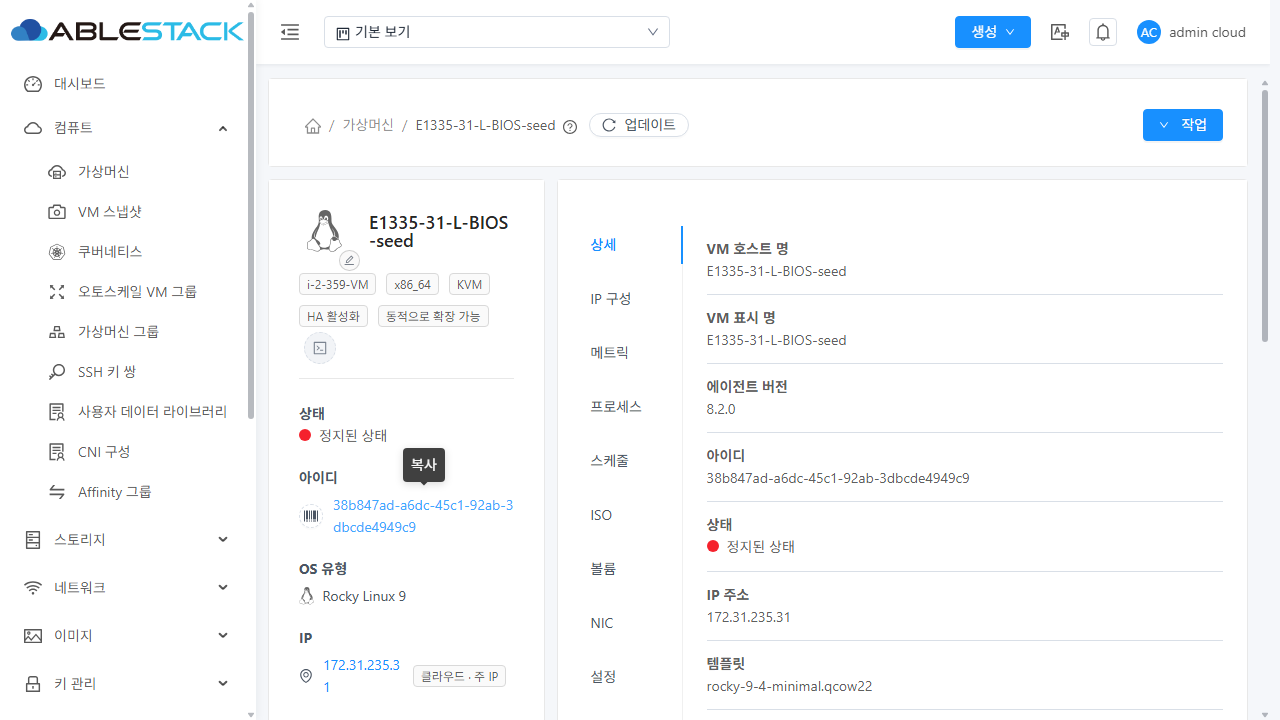 ABLESTACK
기본 보기
생성
AC
admin cloud
대시보드
컴퓨트
가상머신
VM 스냅샷
쿠버네티스
오토스케일 VM 그룹
가상머신 그룹
SSH 키 쌍
사용자 데이터 라이브러리
CNI 구성
Affinity 그룹
스토리지
네트워크
이미지
키 관리
/ 가상머신 / E1335-31-L-BIOS-seed
업데이트
작업
E1335-31-L-BIOS
-seed
i-2-359-VM
x86_64
KVM
HA 활성화
동적으로 확장 가능
상태
정지된 상태
복사
아이디
38b847ad-a6dc-45c1-92ab-3
dbcde4949c9
OS 유형
Rocky Linux 9
IP
172.31.235.3
1
클라우드 · 주 IP
상세
IP 구성
메트릭
프로세스
스케줄
ISO
볼륨
NIC
설정
VM 호스트 명
E1335-31-L-BIOS-seed
VM 표시 명
E1335-31-L-BIOS-seed
에이전트 버전
8.2.0
아이디
38b847ad-a6dc-45c1-92ab-3dbcde4949c9
상태
정지된 상태
IP 주소
172.31.235.31
템플릿
rocky-9-4-minimal.qcow22